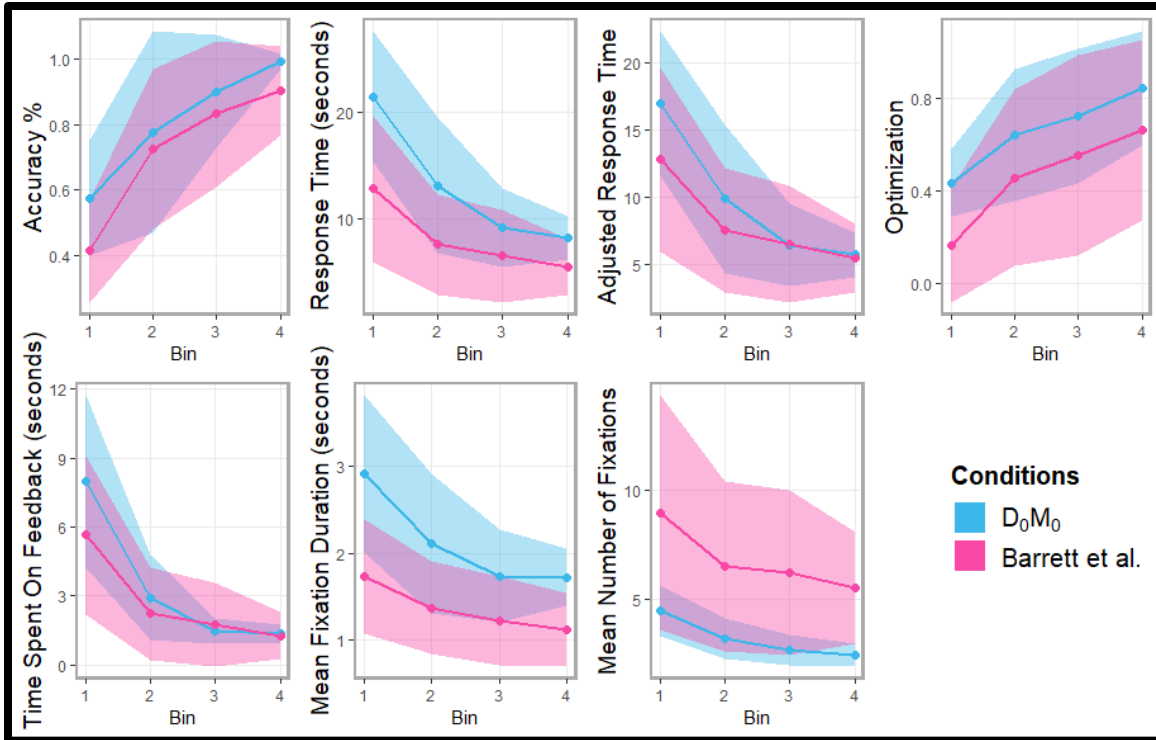 Accuracy %
1.0
0.8
0.6
0.4
1 2 3 4
Bin
Response Time (seconds)
20
10
1 2 3 4
Bin
Adjusted Response Time
20
15
10
5
1 2 3 4
Bin
Optimization
0.8
0.4
0.0
1 2 3 4
Bin
Time Spent On Feedback (seconds)
12
9
6
3
0
1 2 3 4
Bin
Mean Fixation Duration (seconds)
3
2
1
1 2 3 4
Bin
Mean Number of Fixations
10
5
1 2 3 4
Bin
Conditions
D₀M₀
Barrett et al.